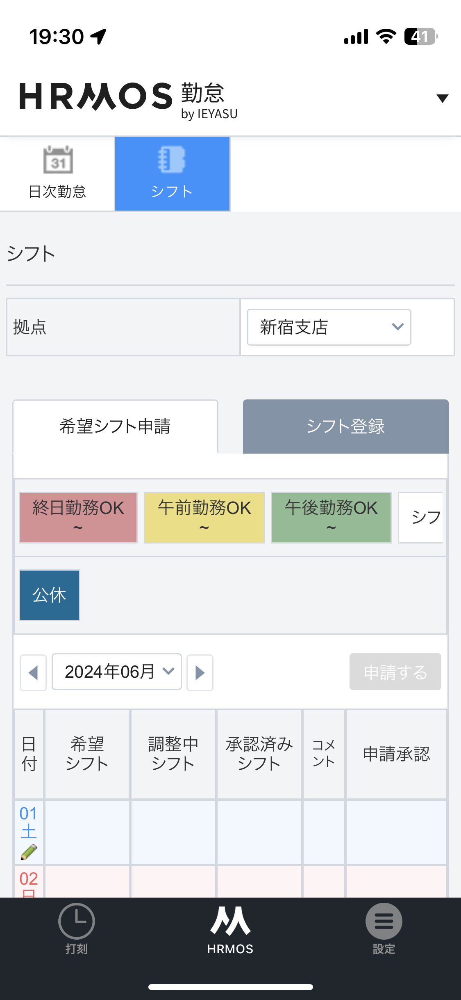 19:30
41
HRMOS 勤怠
by IEYASU
31
日次勤怠
シフト
シフト
拠点
新宿支店
希望シフト申請
シフト登録
終日勤務OK
~
午前勤務OK
~
午後勤務OK
~
シフ
公休
2024年06月
申請する
日
付
希望
シフト
調整中
シフト
承認済み
シフト
コメ
ント
申請承認
01
土
02
日
打刻
HRMOS
設定